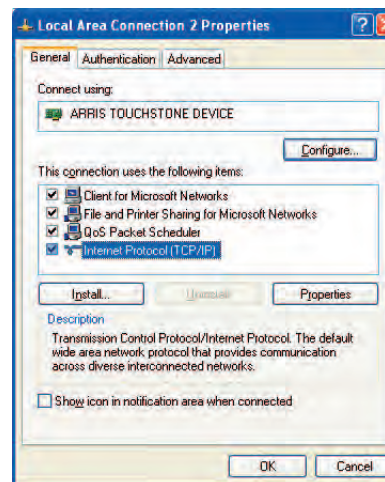 Local Area Connection 2 Properties
General Authentication Advanced
Connect using:
ARRIS TOUCHSTONE DEVICE
Configure...
This connection uses the following items:
Client for Microsoft Networks
File and Printer Sharing for Microsoft Networks
QoS Packet Scheduler
Internet Protocol (TCP/IP)
Install... Uninstall Properties
Description
Transmission Control Protocol/Internet Protocol. The default
wide area network protocol that provides communication
across diverse interconnected networks.
Show icon in notification area when connected
OK Cancel